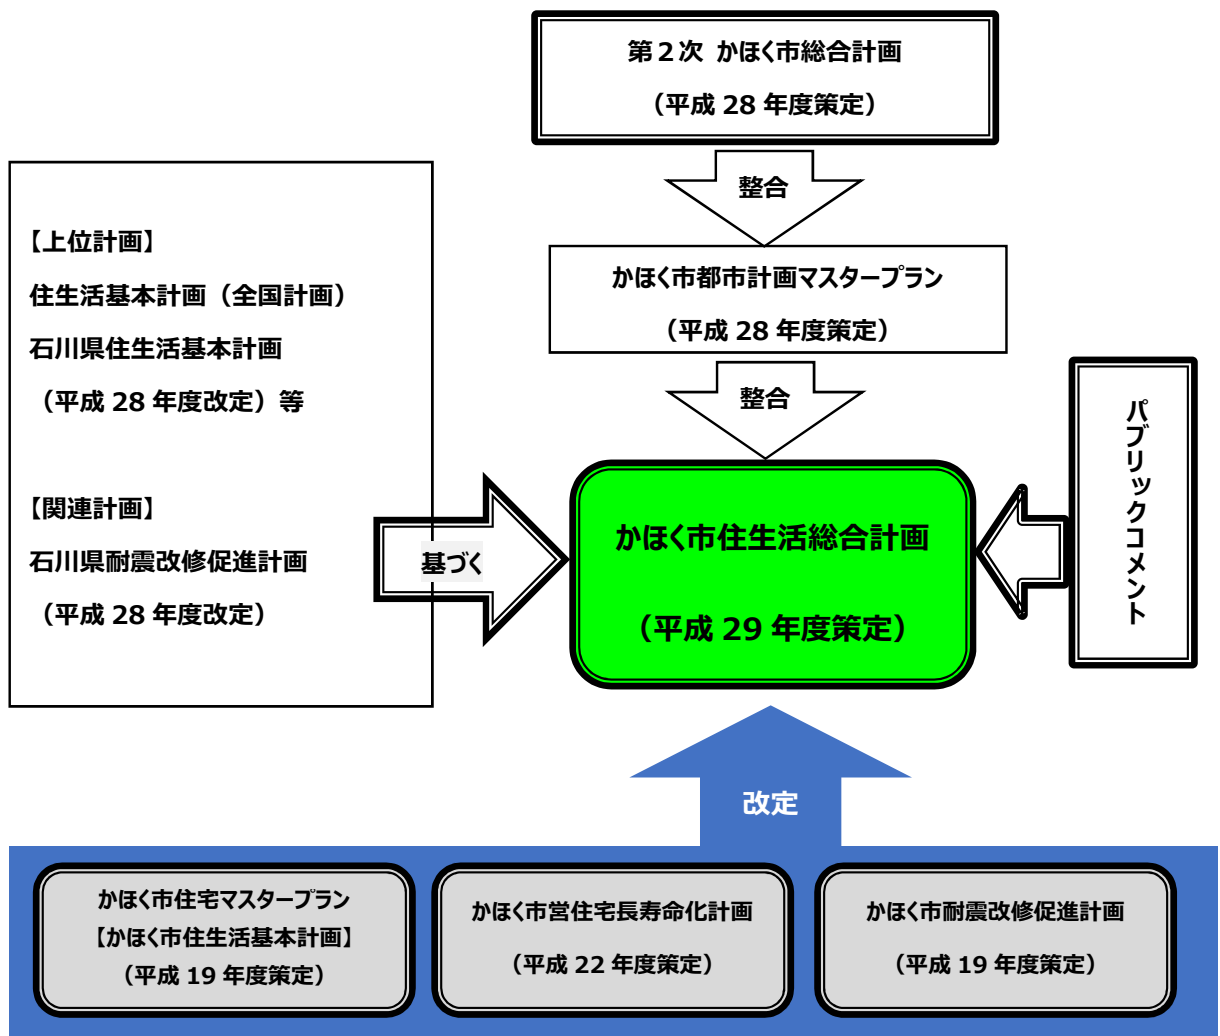 第２次 かほく市総合計画
（平成 28 年度策定）
整合
かほく市都市計画マスタープラン
（平成 28 年度策定）
整合
【上位計画】
住生活基本計画（全国計画）
石川県住生活基本計画
（平成 28 年度改定）等
【関連計画】
石川県耐震改修促進計画
（平成 28 年度改定）
基づく
かほく市住生活総合計画
（平成 29 年度策定）
パブリックコメント
改定
かほく市住宅マスタープラン
【かほく市住生活基本計画】
（平成 19 年度策定）
かほく市営住宅長寿命化計画
（平成 22 年度策定）
かほく市耐震改修促進計画
（平成 19 年度策定）